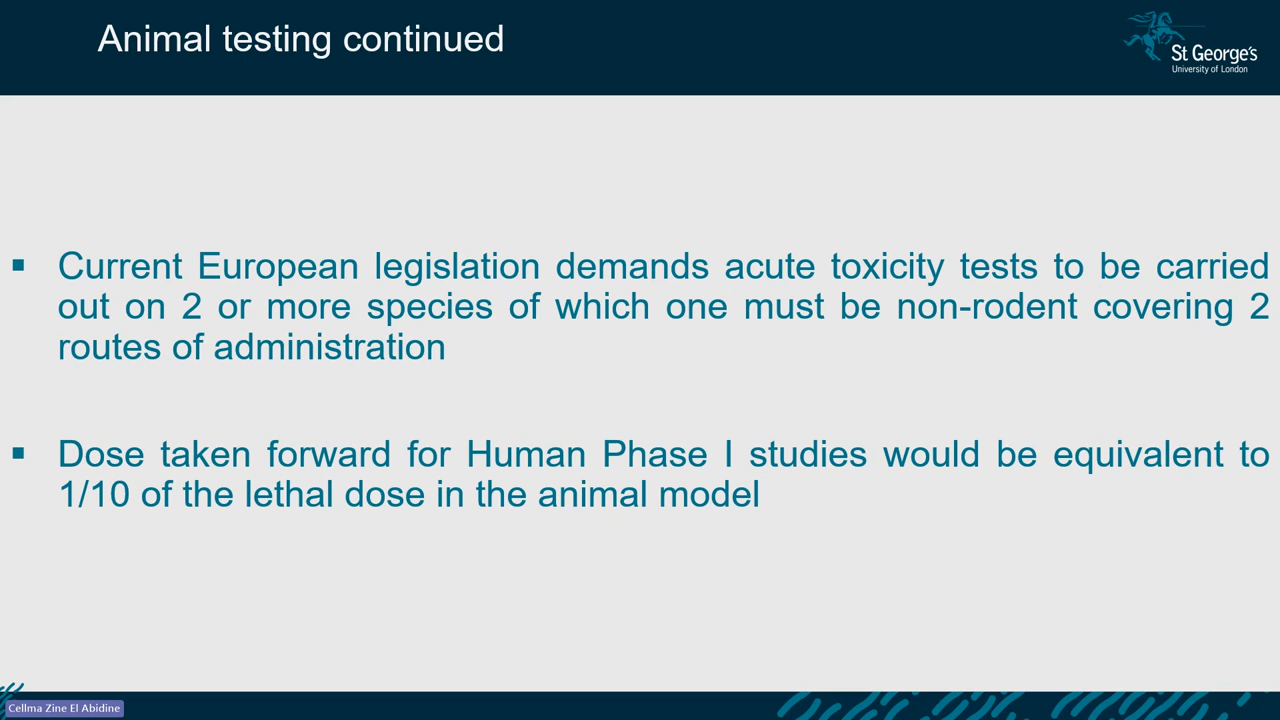 Animal testing continued
St George's
University of London
▪ Current European legislation demands acute toxicity tests to be carried
out on 2 or more species of which one must be non-rodent covering 2
routes of administration
▪ Dose taken forward for Human Phase I studies would be equivalent to
1/10 of the lethal dose in the animal model
Cellma Zine El Abidine